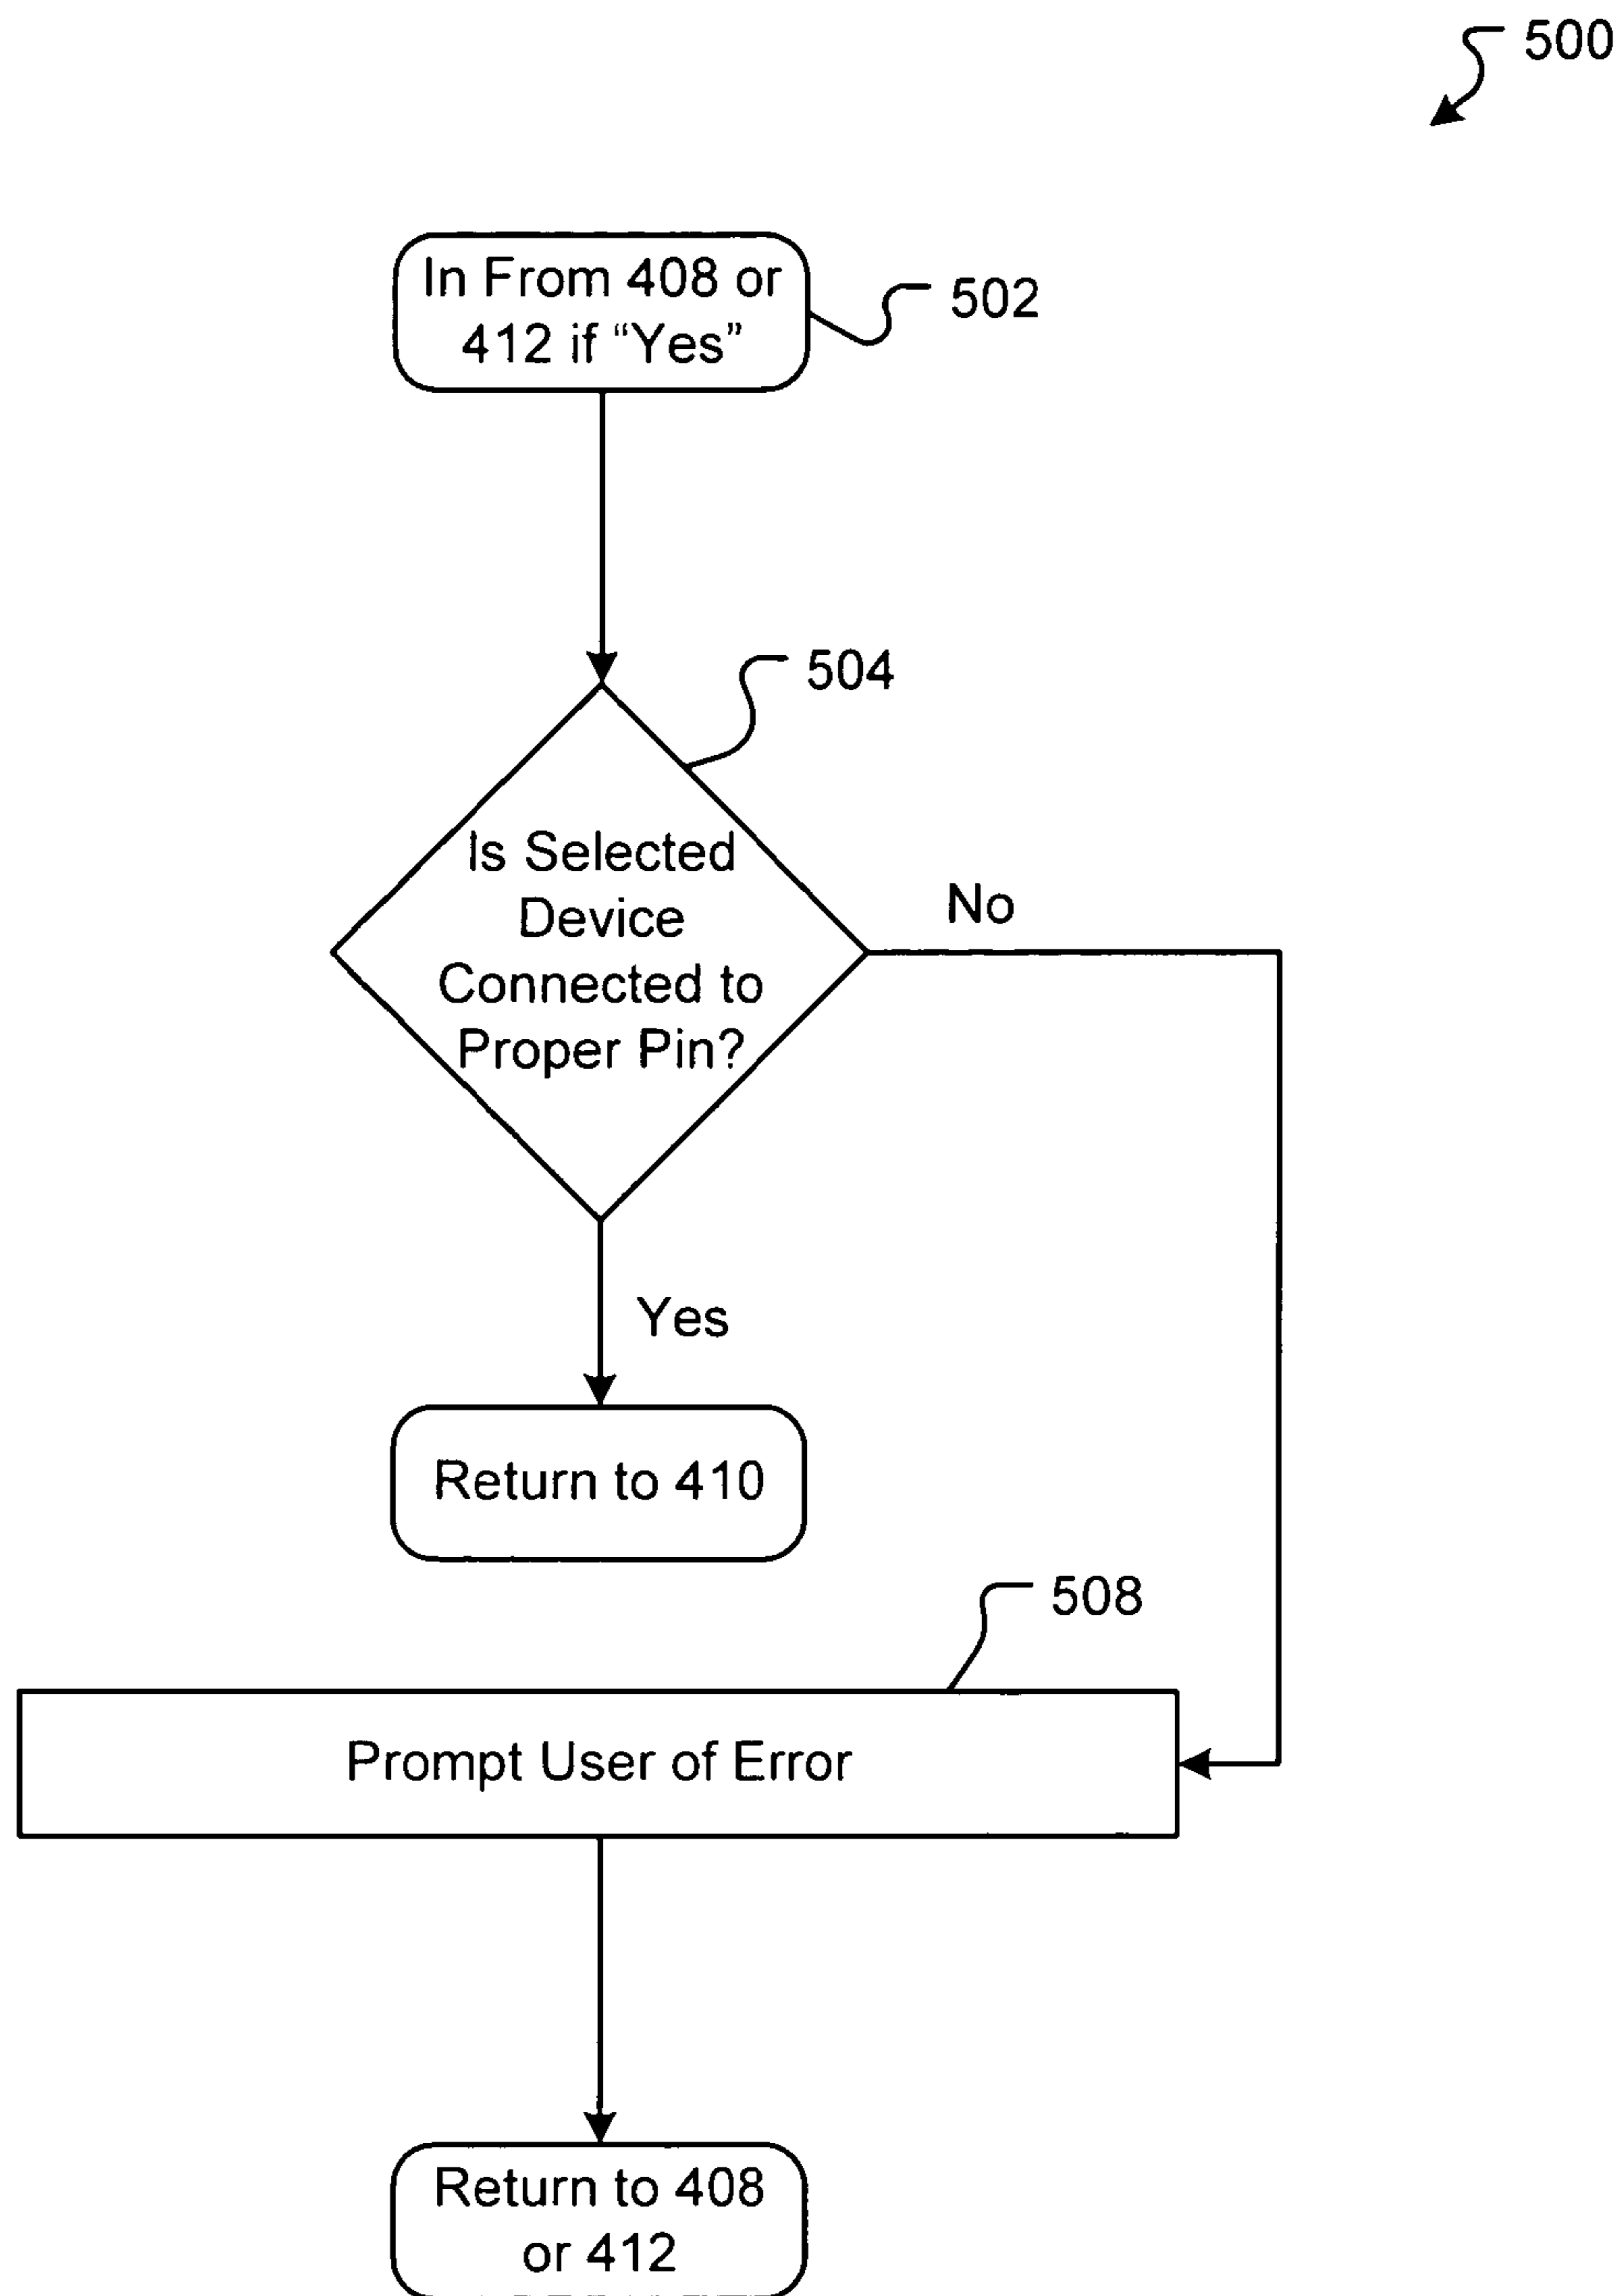 500
In From 408 or
412 if “Yes”
502
504
Is Selected
Device
Connected to
Proper Pin?
No
Yes
Return to 410
508
Prompt User of Error
Return to 408
or 412